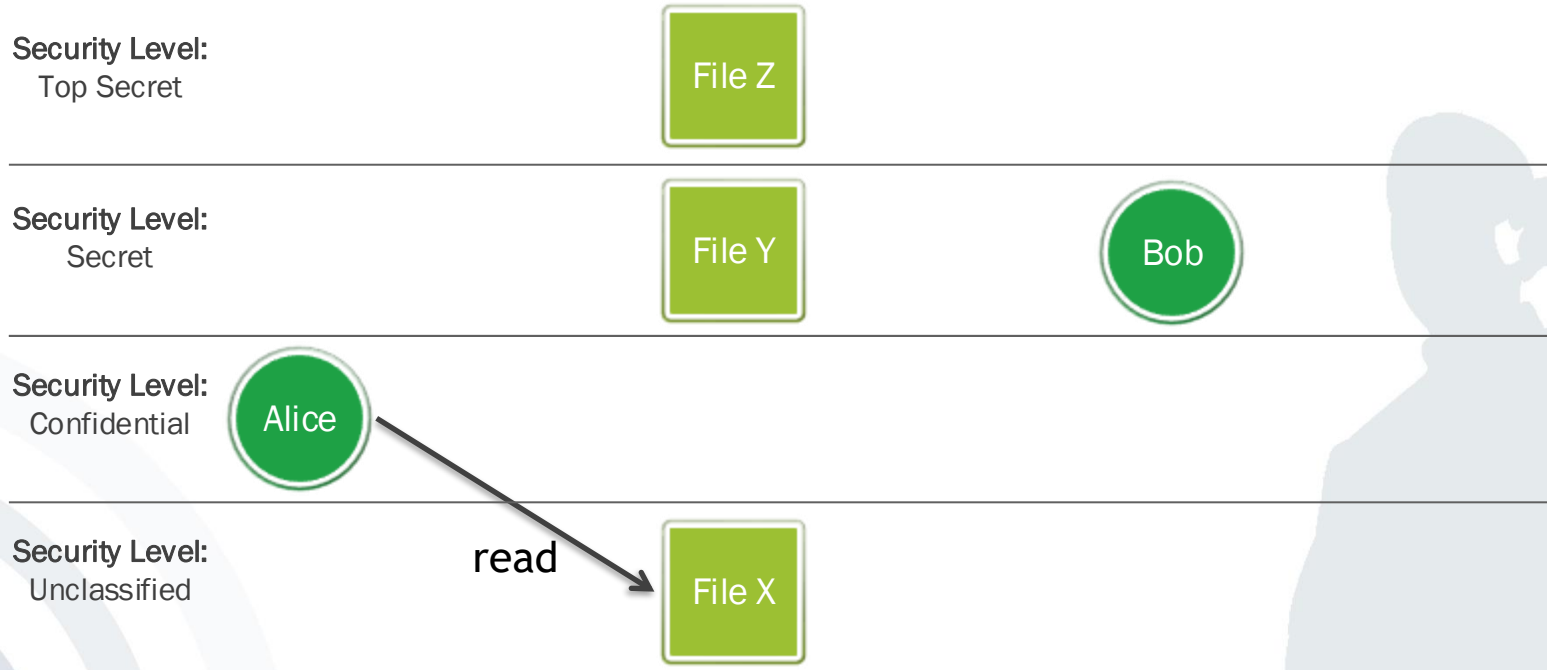 Security Level:
Top Secret
File Z
Security Level:
Secret
File Y
Bob
Security Level:
Confidential
Alice
Security Level:
Unclassified
read
File X